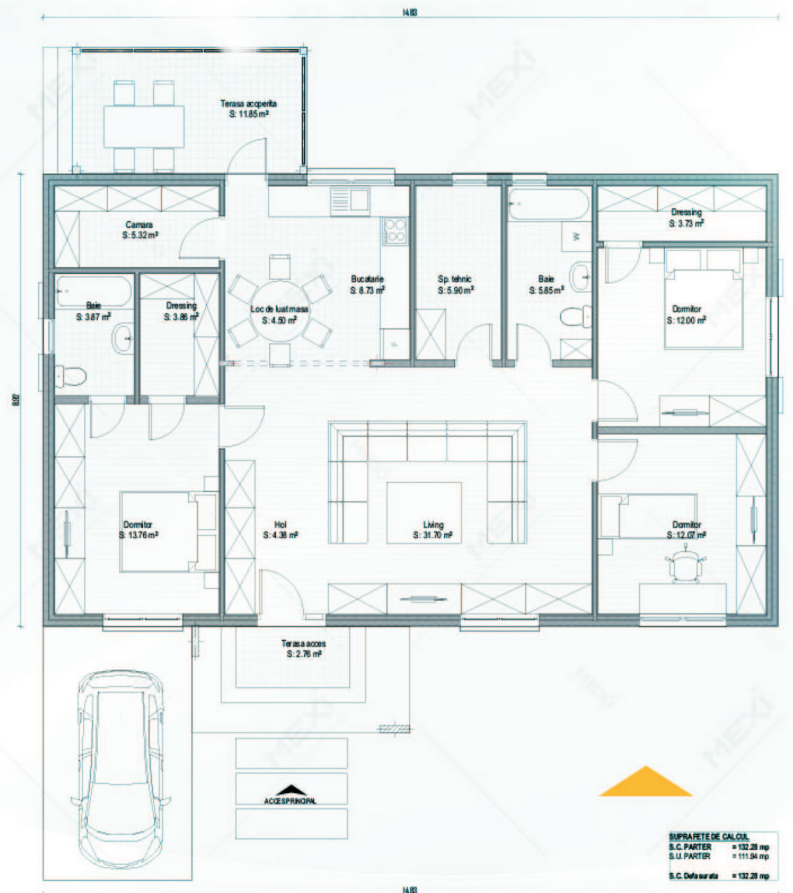 1483
Terasa acoperita
S: 11.85 m²
Camara
S: 5.32 m²
Bucatarie
S: 8.73 m²
Loc de luat masa
S: 4.50 m²
Sp. tehnic
S: 5.90 m²
Baie
S: 5.85 m²
Dressing
S: 3.73 m²
Baie
S: 3.87 m²
Dressing
S: 3.86 m²
Dormitor
S: 12.00 m²
892
Dormitor
S: 13.76 m²
Hol
S: 4.38 m²
Living
S: 31.70 m²
Dormitor
S: 12.07 m²
Terasa acces
S: 2.76 m²
ACCES PRINCIPAL
SUPRAFETE DE CALCUL
S.C. PARTER = 132.28 mp
S.U. PARTER = 111.94 mp
S.C. Desfasurata = 132.28 mp
1483
MEXI